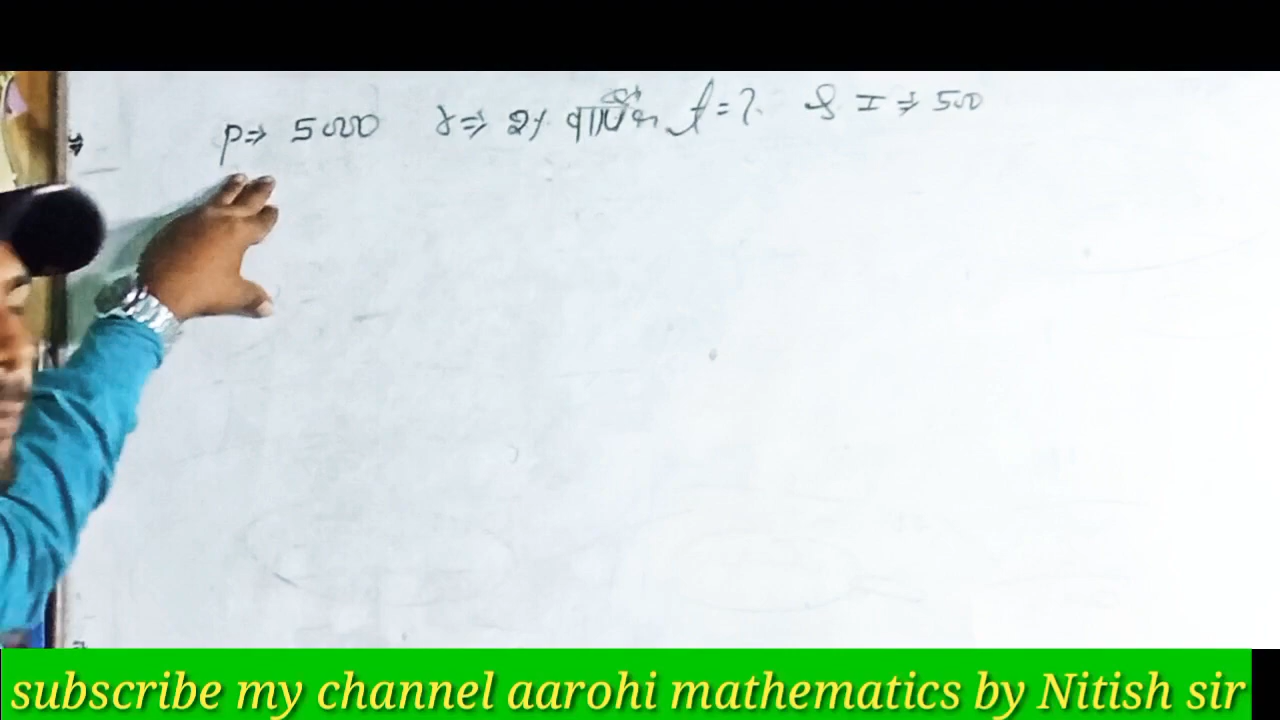 P⇒ 5000 r⇒ 2% वार्षिक t=? S I ⇒ 500
subscribe my channel aarohi mathematics by Nitish sir